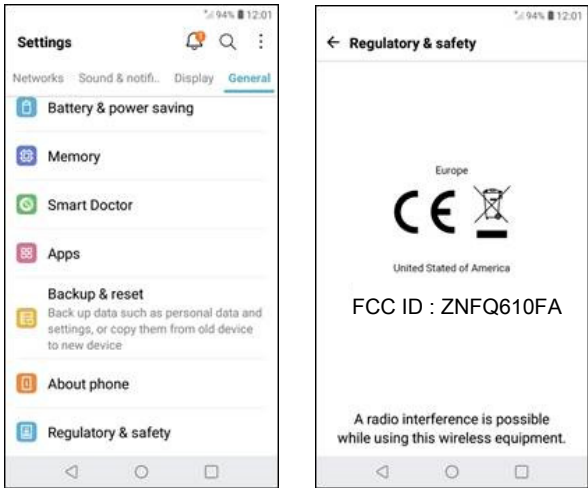 94% 12:01
Settings
Networks Sound & notifi.. Display General
Battery & power saving
Memory
Smart Doctor
Apps
Backup & reset
Back up data such as personal data and
settings, or copy them from old device
to new device
About phone
Regulatory & safety
94% 12:01
Regulatory & safety
Europe
CE
United Stated of America
FCC ID : ZNFQ610FA
A radio interference is possible
while using this wireless equipment.